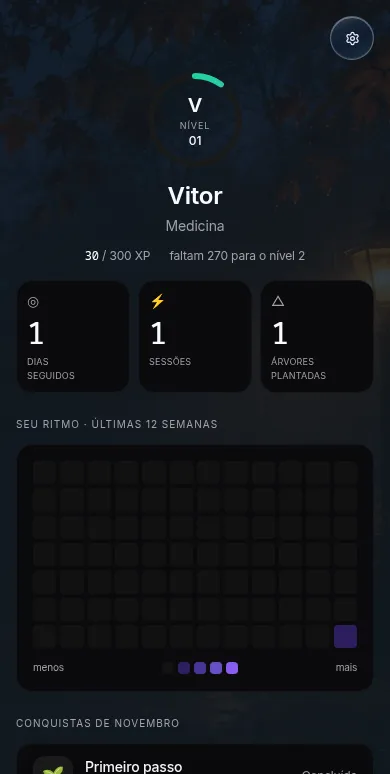 V
NÍVEL
01
Vitor
Medicina
30 / 300 XP faltam 270 para o nível 2
1 1 1
DIAS SEGUIDOS
SESSÕES
ÁRVORES PLANTADAS
SEU RITMO · ÚLTIMAS 12 SEMANAS
menos mais
CONQUISTAS DE NOVEMBRO
Primeiro passo
Concluído